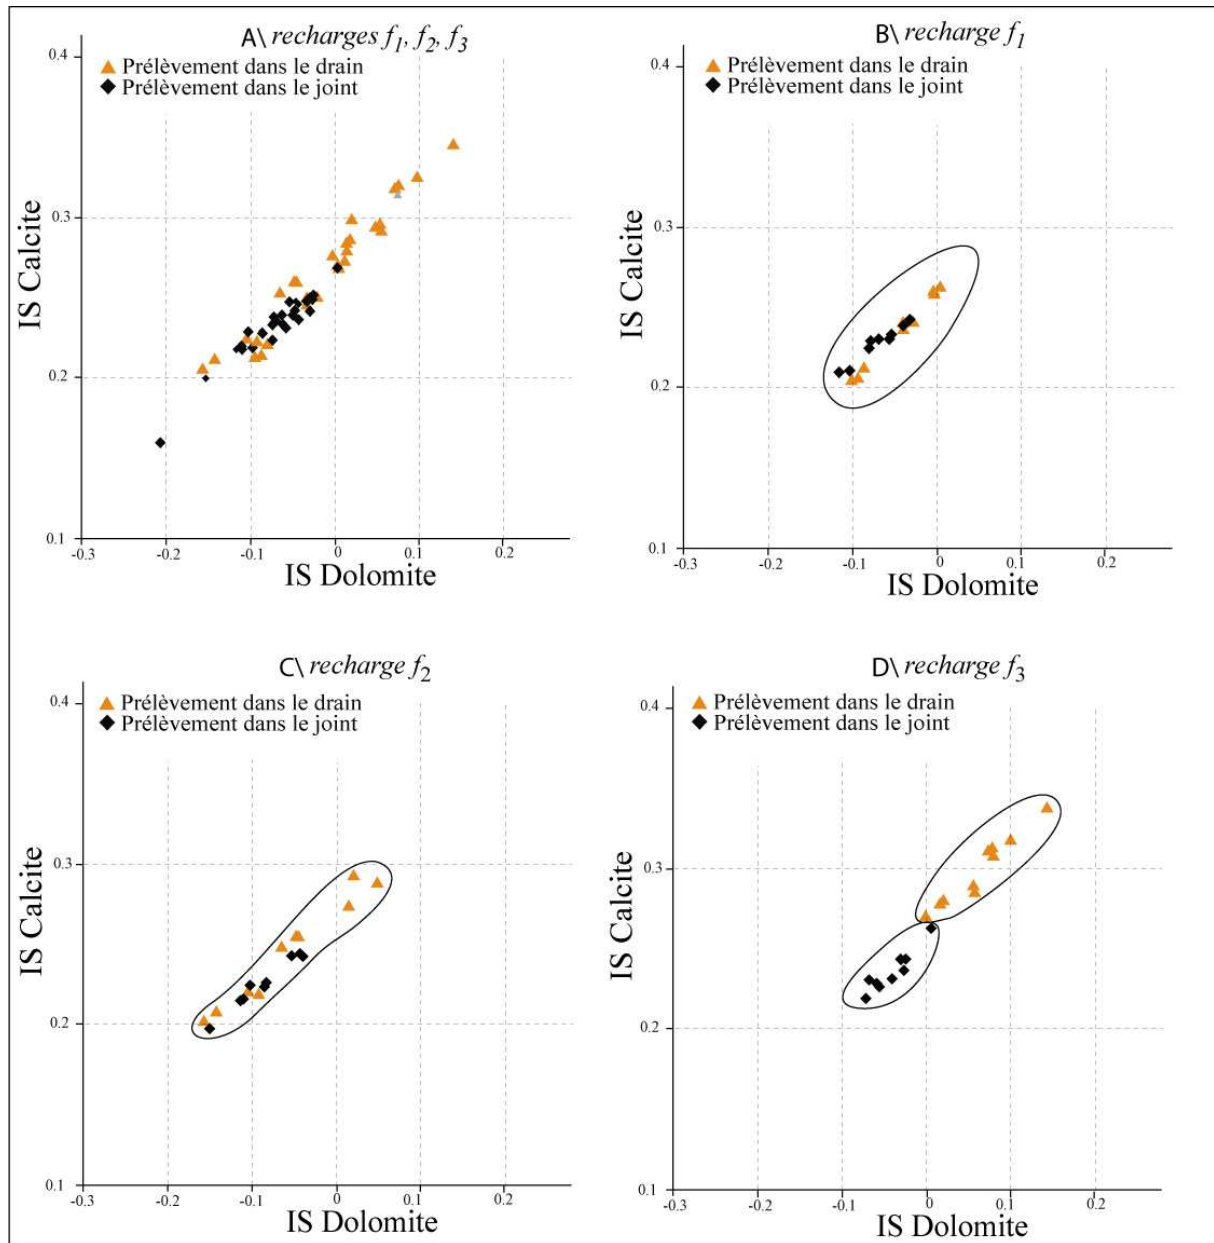 A\ recharges f1, f2, f3
0.4
Prélèvement dans le drain
Prélèvement dans le joint
0.3
IS Calcite
0.2
0.1
-0.3 -0.2 -0.1 0 0.1 0.2
IS Dolomite
B\ recharge f1
0.4
Prélèvement dans le drain
Prélèvement dans le joint
0.3
IS Calcite
0.2
0.1
-0.3 -0.2 -0.1 0 0.1 0.2
IS Dolomite
C\ recharge f2
0.4
Prélèvement dans le drain
Prélèvement dans le joint
0.3
IS Calcite
0.2
0.1
-0.3 -0.2 -0.1 0 0.1 0.2
IS Dolomite
D\ recharge f3
0.4
Prélèvement dans le drain
Prélèvement dans le joint
0.3
IS Calcite
0.2
0.1
-0.3 -0.2 -0.1 0 0.1 0.2
IS Dolomite